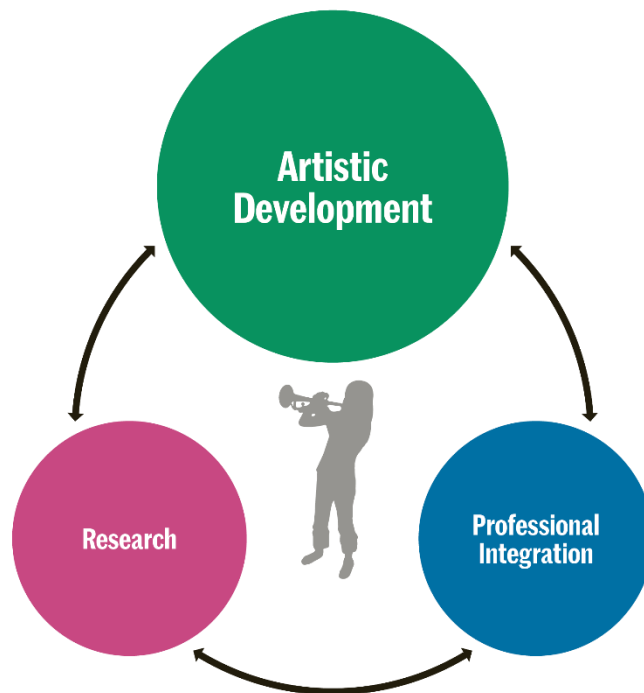 Artistic
Development
Research
Professional
Integration